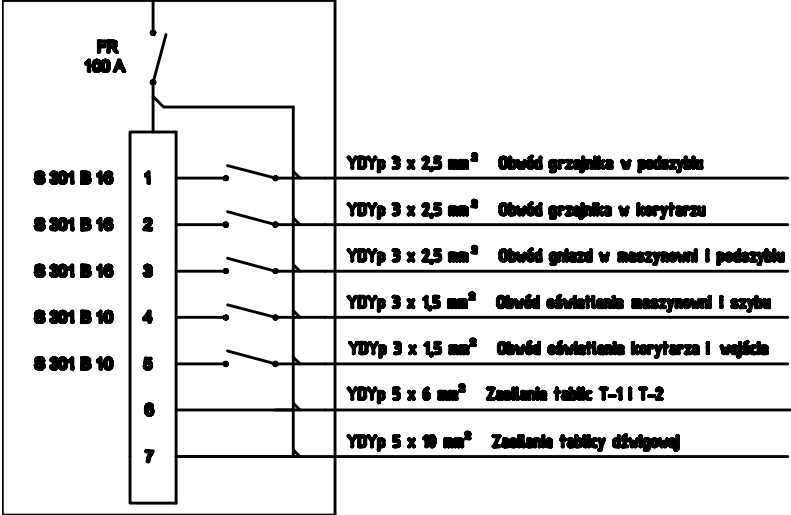 FR
100 A
S 301 B 16 1 YDYp 3 x 2,5 mm² Obwód grzejnika w podszybiu
S 301 B 16 2 YDYp 3 x 2,5 mm² Obwód grzejnika w korytarzu
S 301 B 16 3 YDYp 3 x 2,5 mm² Obwód gniazd w maszynowni i podszybiu
S 301 B 10 4 YDYp 3 x 1,5 mm² Obwód oświetlenia maszynowni i szybu
S 301 B 10 5 YDYp 3 x 1,5 mm² Obwód oświetlenia korytarza i wejścia
6 YDYp 5 x 6 mm² Zasilanie tablic T-1 i T-2
7 YDYp 5 x 10 mm² Zasilanie tablicy dźwigowej